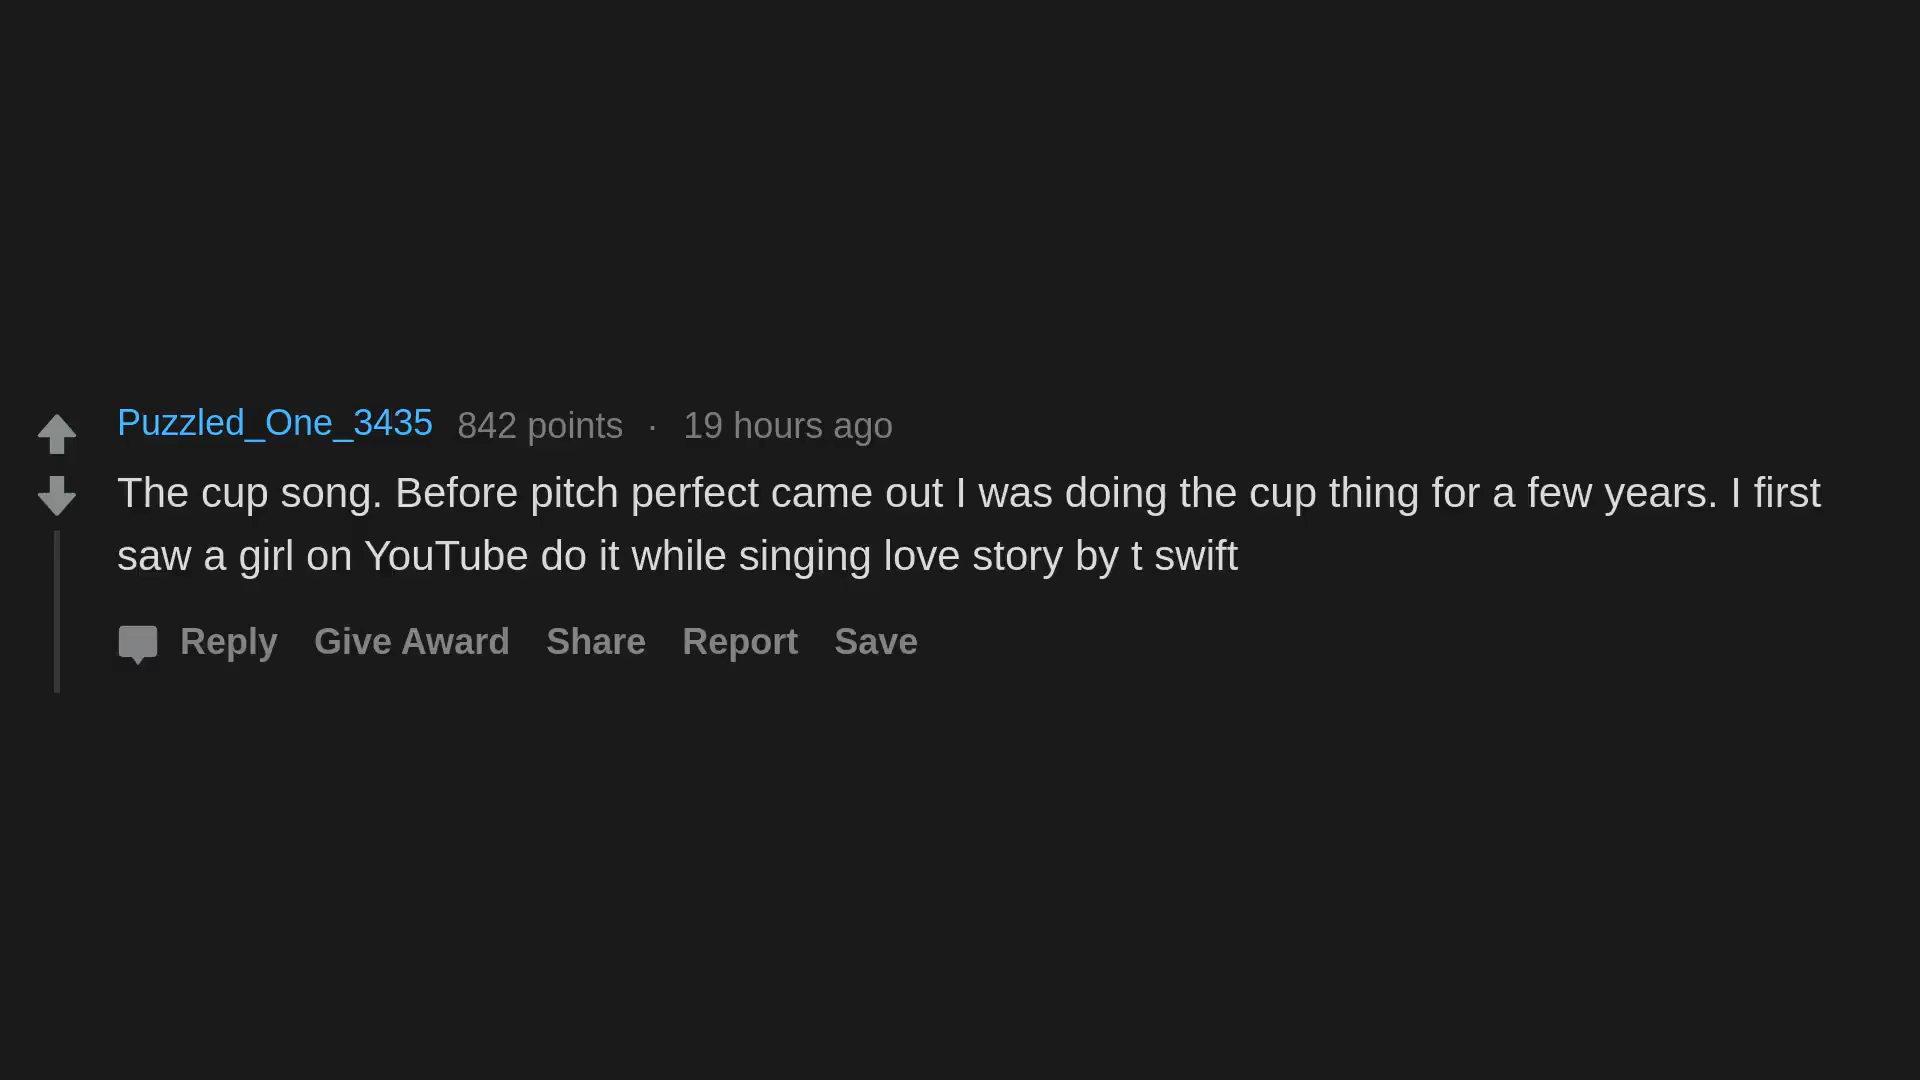 Puzzled_One_3435 842 points · 19 hours ago
The cup song. Before pitch perfect came out I was doing the cup thing for a few years. I first
saw a girl on YouTube do it while singing love story by t swift
Reply Give Award Share Report Save